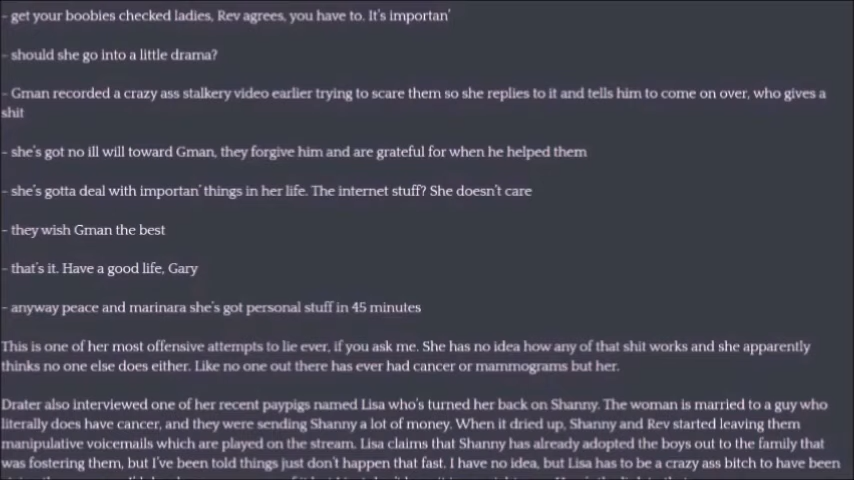 - get your boobies checked ladies, Rev agrees, you have to. It's importan'
- should she go into a little drama?
- Gman recorded a crazy ass stalkery video earlier trying to scare them so she replies to it and tells him to come on over, who gives a
shit
- she's got no ill will toward Gman, they forgive him and are grateful for when he helped them
- she's gotta deal with importan' things in her life. The internet stuff? She doesn't care
- they wish Gman the best
- that's it. Have a good life, Gary
- anyway peace and marinara she's got personal stuff in 45 minutes
This is one of her most offensive attempts to lie ever, if you ask me. She has no idea how any of that shit works and she apparently
thinks no one else does either. Like no one out there has ever had cancer or mammograms but her.
Drater also interviewed one of her recent paypigs named Lisa who's turned her back on Shanny. The woman is married to a guy who
literally does have cancer, and they were sending Shanny a lot of money. When it dried up, Shanny and Rev started leaving them
manipulative voicemails which are played on the stream. Lisa claims that Shanny has already adopted the boys out to the family that
was fostering them, but I've been told things just don't happen that fast. I have no idea, but Lisa has to be a crazy ass bitch to have been